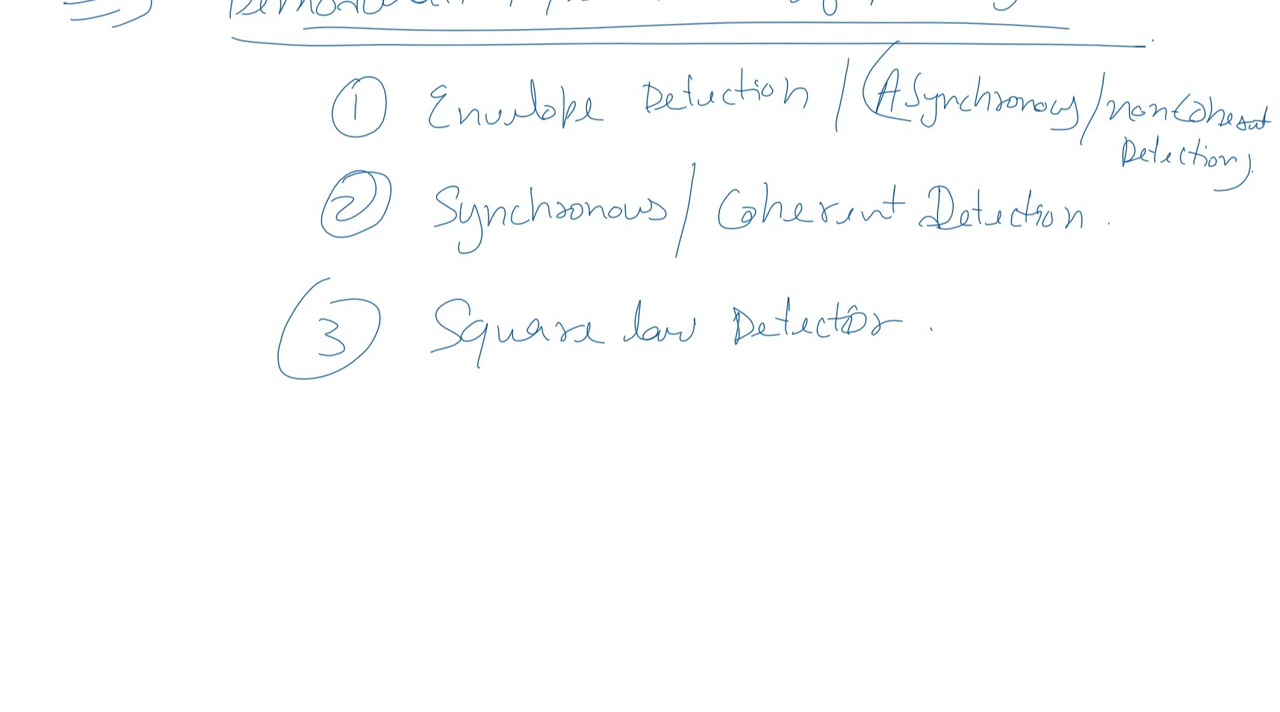 ① Envelope Detection / (Asynchronous/noncoherent
Detection)
② Synchronous / Coherent Detection.
③ Square law Detector.